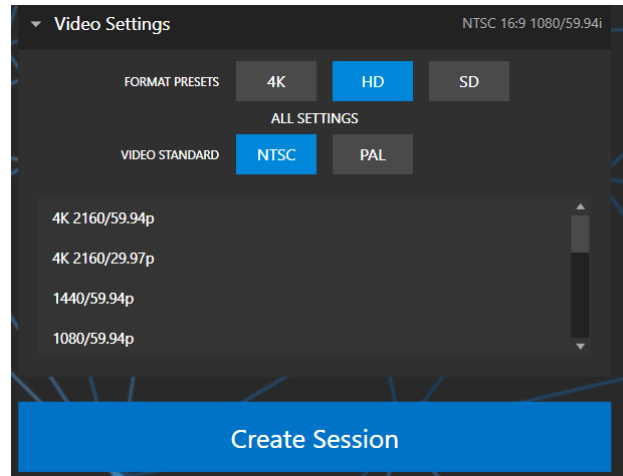 Video Settings NTSC 16:9 1080/59.94i
FORMAT PRESETS 4K HD SD
ALL SETTINGS
VIDEO STANDARD NTSC PAL
4K 2160/59.94p
4K 2160/29.97p
1440/59.94p
1080/59.94p
Create Session